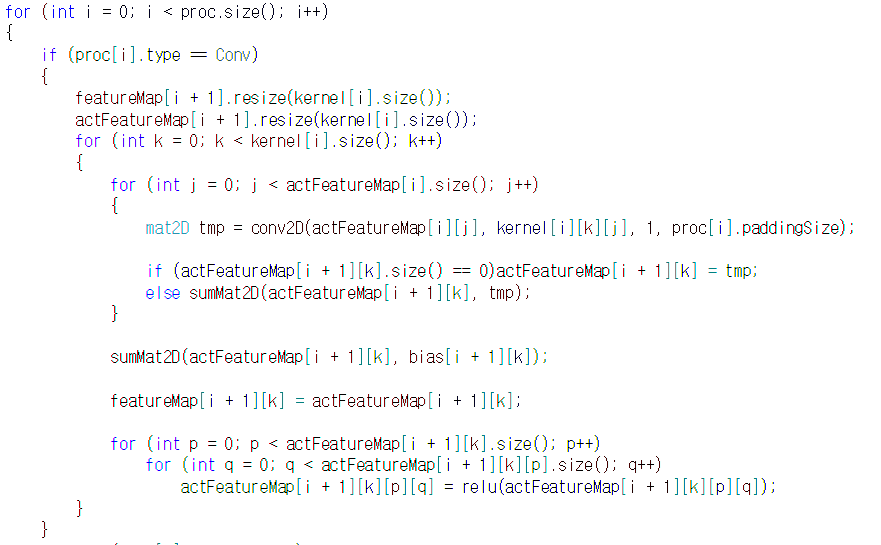 for (int i = 0; i < proc.size(); i++)
{
if (proc[i].type == Conv)
{
featureMap[i + 1].resize(kernel[i].size());
actFeatureMap[i + 1].resize(kernel[i].size());
for (int k = 0; k < kernel[i].size(); k++)
{
for (int j = 0; j < actFeatureMap[i].size(); j++)
{
mat2D tmp = conv2D(actFeatureMap[i][j], kernel[i][k][j], 1, proc[i].paddingSize);
if (actFeatureMap[i + 1][k].size() == 0)actFeatureMap[i + 1][k] = tmp;
else sumMat2D(actFeatureMap[i + 1][k], tmp);
}
sumMat2D(actFeatureMap[i + 1][k], bias[i + 1][k]);
featureMap[i + 1][k] = actFeatureMap[i + 1][k];
for (int p = 0; p < actFeatureMap[i + 1][k].size(); p++)
for (int q = 0; q < actFeatureMap[i + 1][k][p].size(); q++)
actFeatureMap[i + 1][k][p][q] = relu(actFeatureMap[i + 1][k][p][q]);
}
}